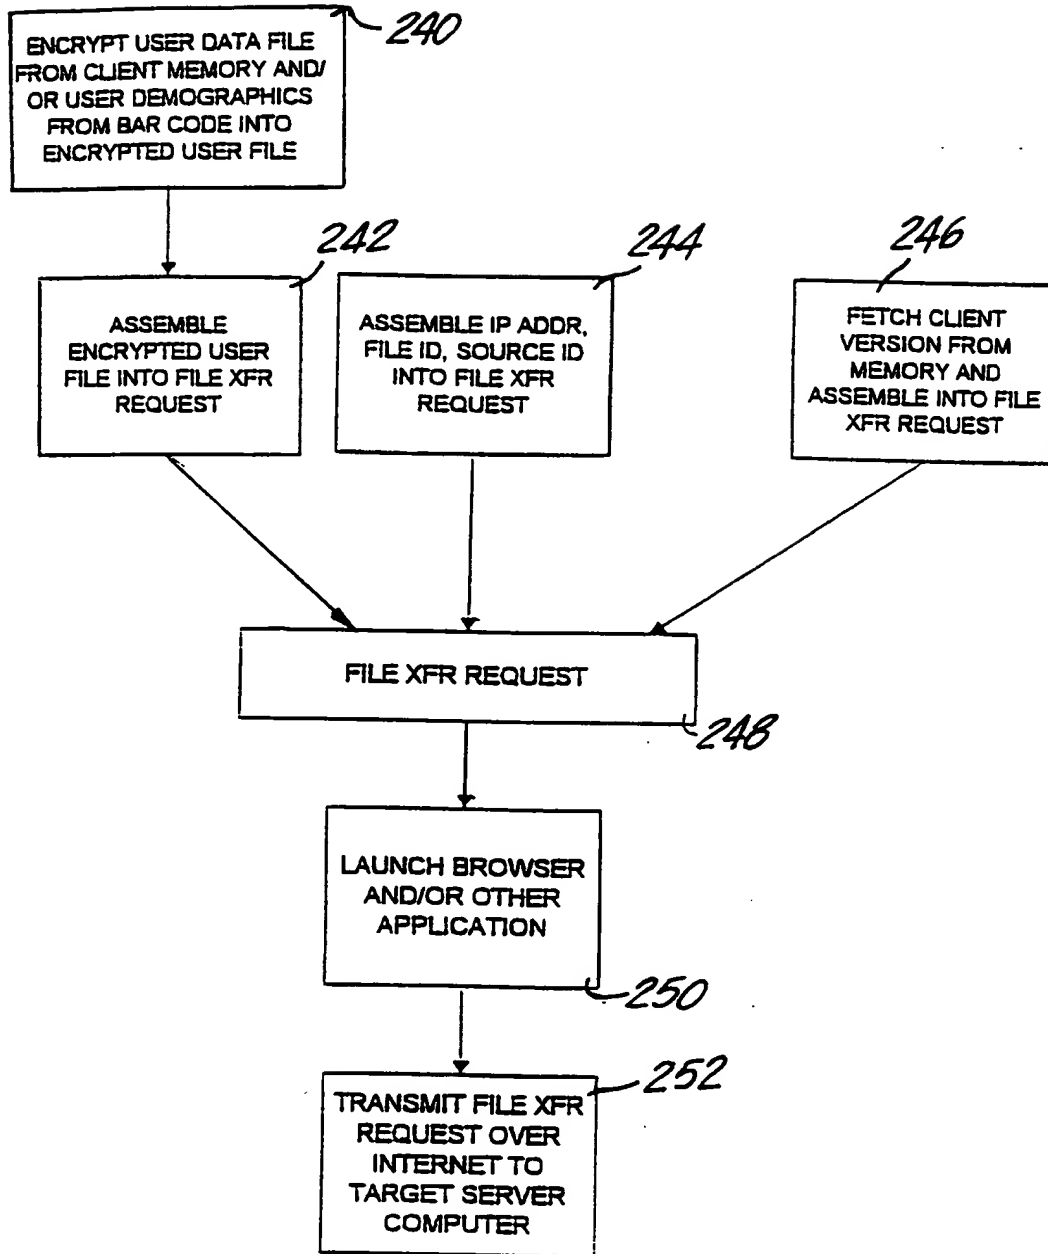 240
ENCRYPT USER DATA FILE
FROM CLIENT MEMORY AND/
OR USER DEMOGRAPHICS
FROM BAR CODE INTO
ENCRYPTED USER FILE
242
ASSEMBLE
ENCRYPTED USER
FILE INTO FILE XFR
REQUEST
244
ASSEMBLE IP ADDR,
FILE ID, SOURCE ID
INTO FILE XFR
REQUEST
246
FETCH CLIENT
VERSION FROM
MEMORY AND
ASSEMBLE INTO FILE
XFR REQUEST
FILE XFR REQUEST
248
LAUNCH BROWSER
AND/OR OTHER
APPLICATION
250
252
TRANSMIT FILE XFR
REQUEST OVER
INTERNET TO
TARGET SERVER
COMPUTER